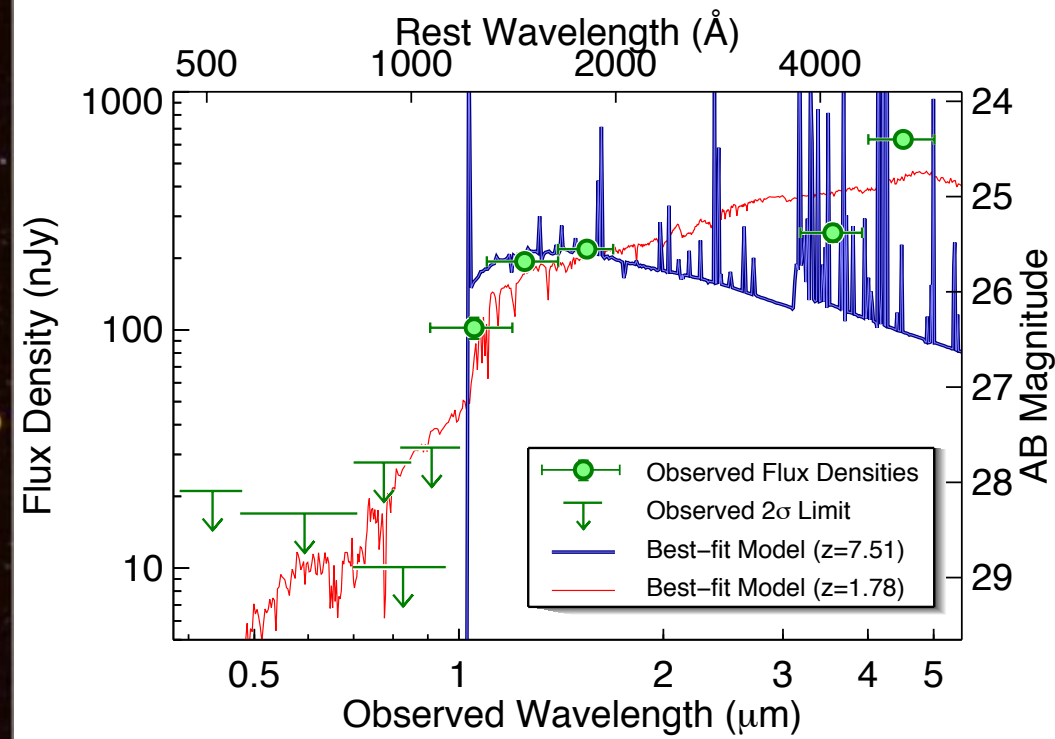 Rest Wavelength (Å)
500 1000 2000 4000
1000
100
10
Flux Density (nJy)
24
25
26
27
28
29
AB Magnitude
Observed Flux Densities
Observed 2σ Limit
Best–fit Model (z=7.51)
Best–fit Model (z=1.78)
0.5 1 2 3 4 5
Observed Wavelength (μm)